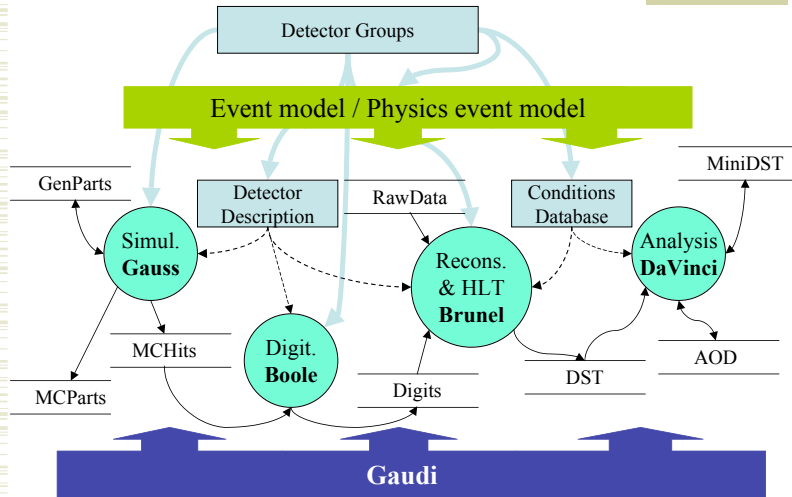 Detector Groups
Event model / Physics event model
MiniDST
GenParts
Detector
Description
RawData
Conditions
Database
Simul.
Gauss
Recons.
& HLT
Brunel
Analysis
DaVinci
MCHits
Digit.
Boole
Digits
DST
AOD
MCParts
Gaudi